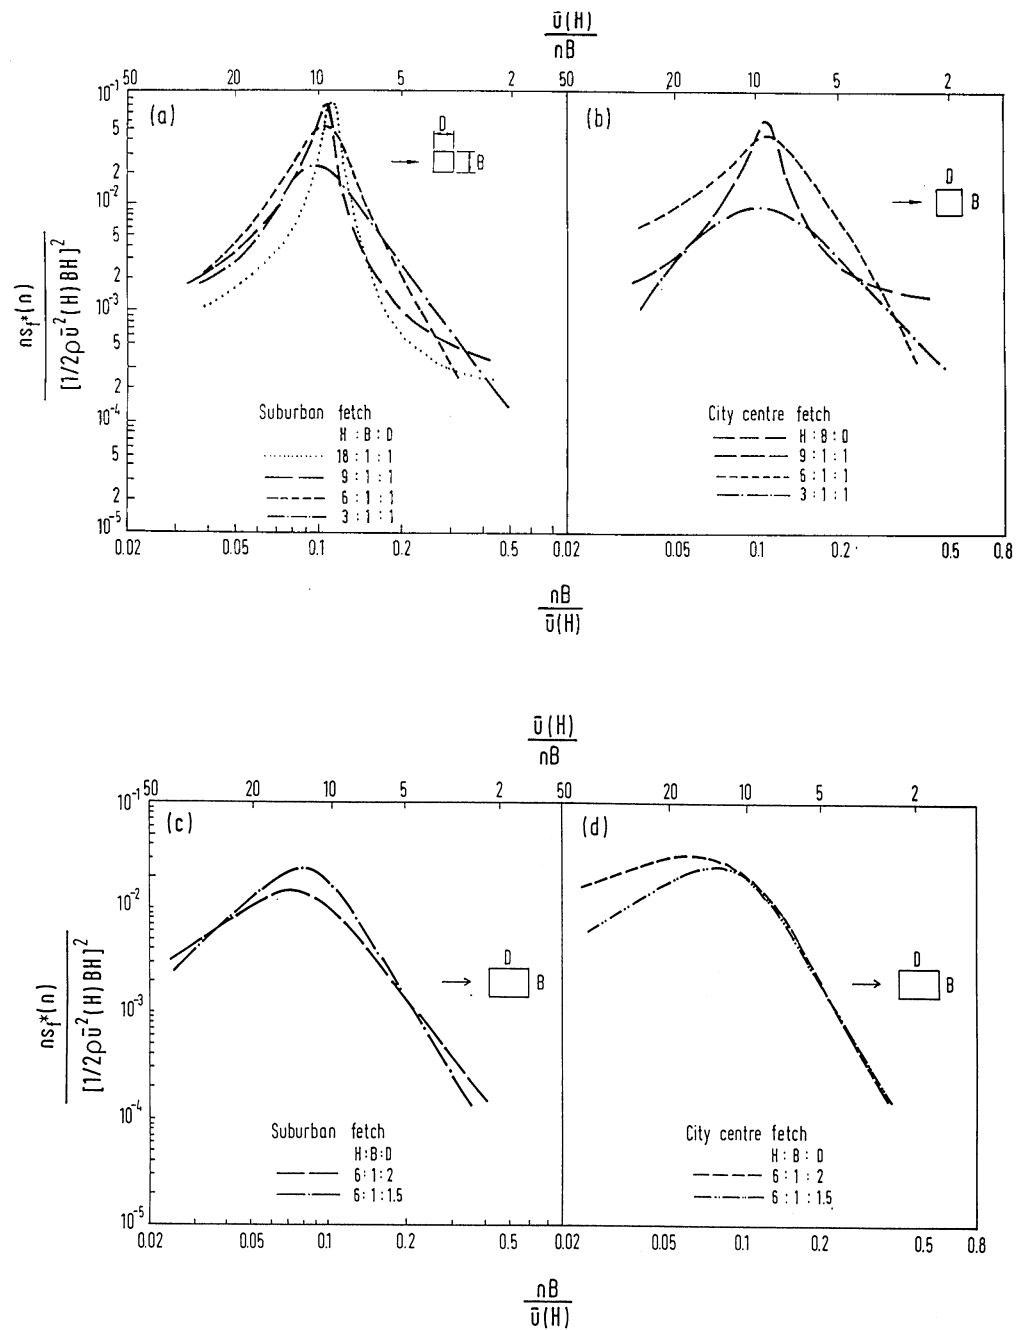 ū(H)
nB
50 20 10 5 2 50 20 10 5 2
(a)
(b)
10⁻¹
5
2
10⁻²
5
2
10⁻³
5
2
10⁻⁴
5
2
10⁻⁵
D
B
D
B
ns_f*(n)
[1/2ρū²(H)BH]²
Suburban fetch
H : B : D
18 : 1 : 1
9 : 1 : 1
6 : 1 : 1
3 : 1 : 1
City centre fetch
H : B : D
9 : 1 : 1
6 : 1 : 1
3 : 1 : 1
0.02 0.05 0.1 0.2 0.5 0.02 0.05 0.1 0.2 0.5 0.8
nB
ū(H)
ū(H)
nB
50 20 10 5 2 50 20 10 5 2
(c)
(d)
10⁻¹
10⁻²
10⁻³
10⁻⁴
10⁻⁵
D
B
D
B
ns_f*(n)
[1/2ρū²(H)BH]²
Suburban fetch
H:B:D
6:1:2
6:1:1.5
City centre fetch
H : B : D
6 : 1 : 2
6 : 1 : 1.5
0.02 0.05 0.1 0.2 0.5 0.02 0.05 0.1 0.2 0.5 0.8
nB
ū(H)